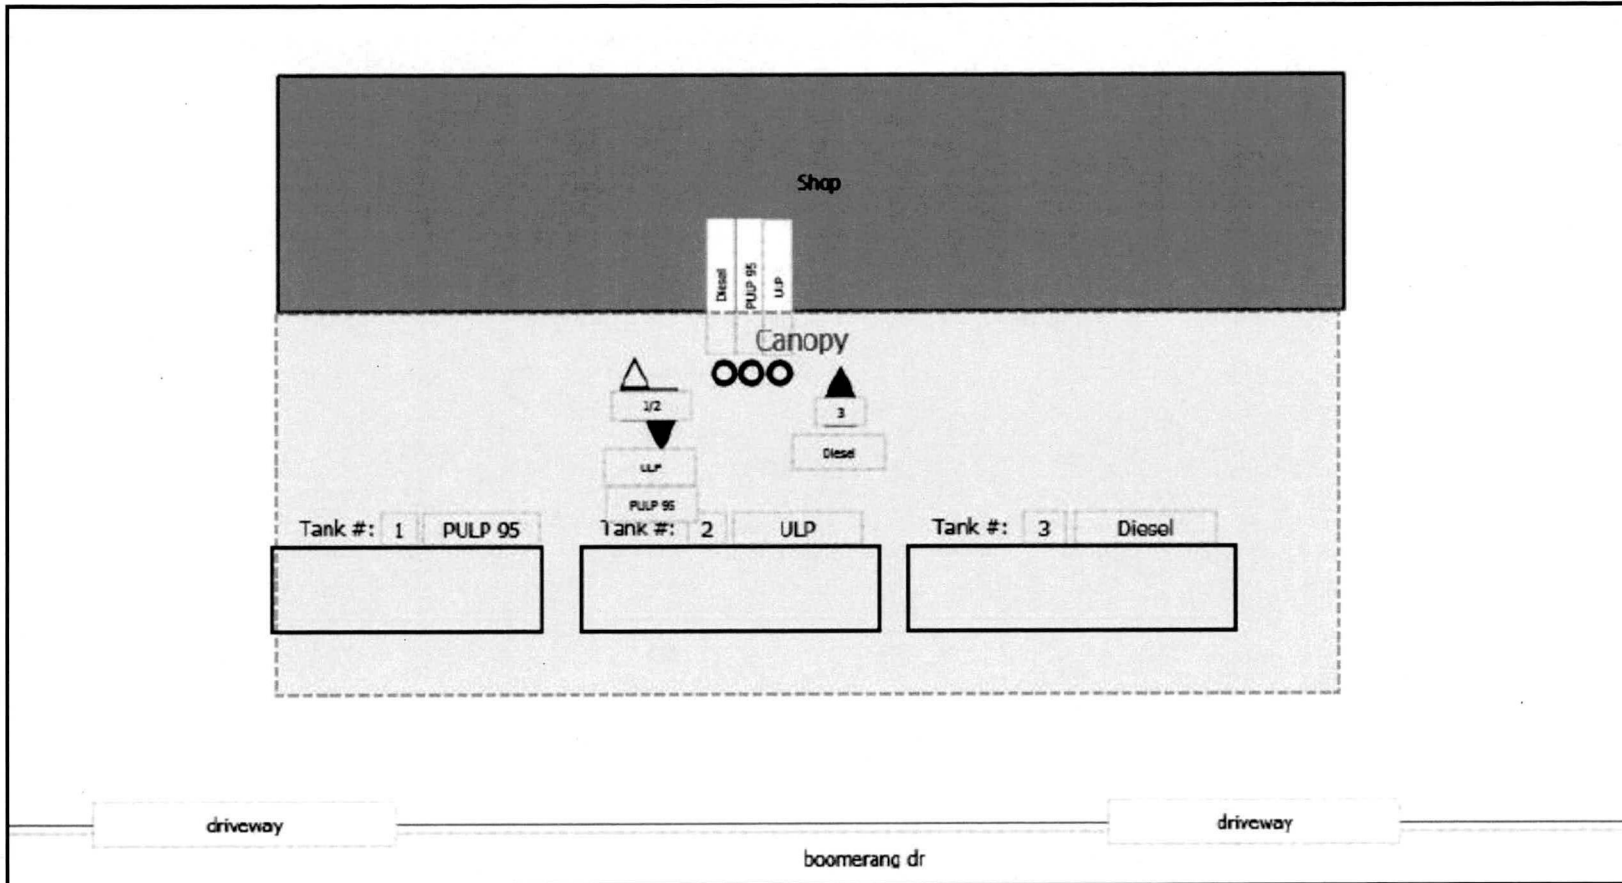 Shop
Diesel
PULP 95
ULP
Canopy
1/2
3
ULP
Diesel
PULP 95
Tank #: 1 PULP 95
Tank #: 2 ULP
Tank #: 3 Diesel
driveway
driveway
boomerang dr